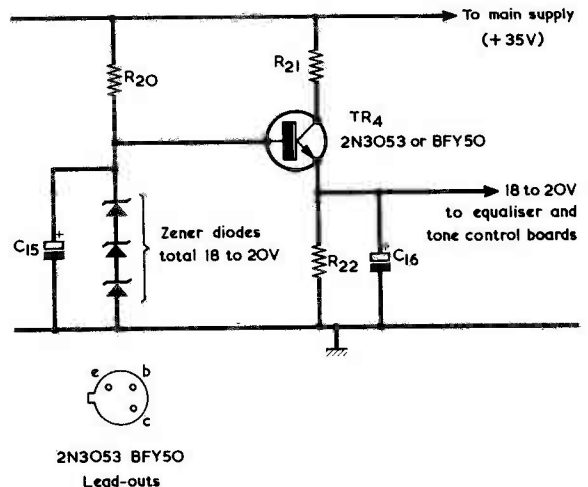 To main supply
(+35V)
R20
R21
TR4
2N3053 or BFY50
18 to 20V
to equaliser and
tone control boards
+
C15
Zener diodes
total 18 to 20V
R22
+
C16
e
b
c
2N3053 BFY50
Lead-outs